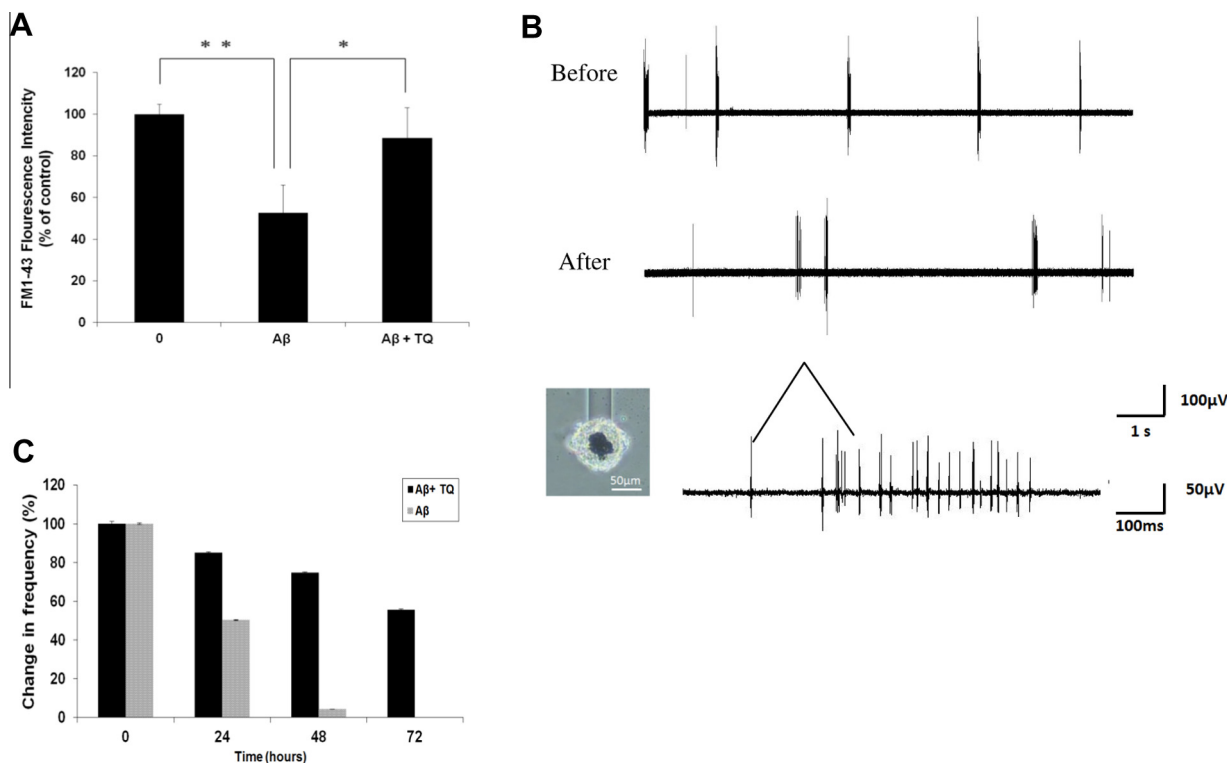 A
* *
*
FM1-43 Flourescence Intencity
(% of control)
120
100
80
60
40
20
0
0
Aβ
Aβ + TQ
B
Before
After
100μV
1 s
50μm
50μV
100ms
C
Change in frequency (%)
120
100
80
60
40
20
0
Aβ+ TQ
Aβ
0
24
48
72
Time (hours)